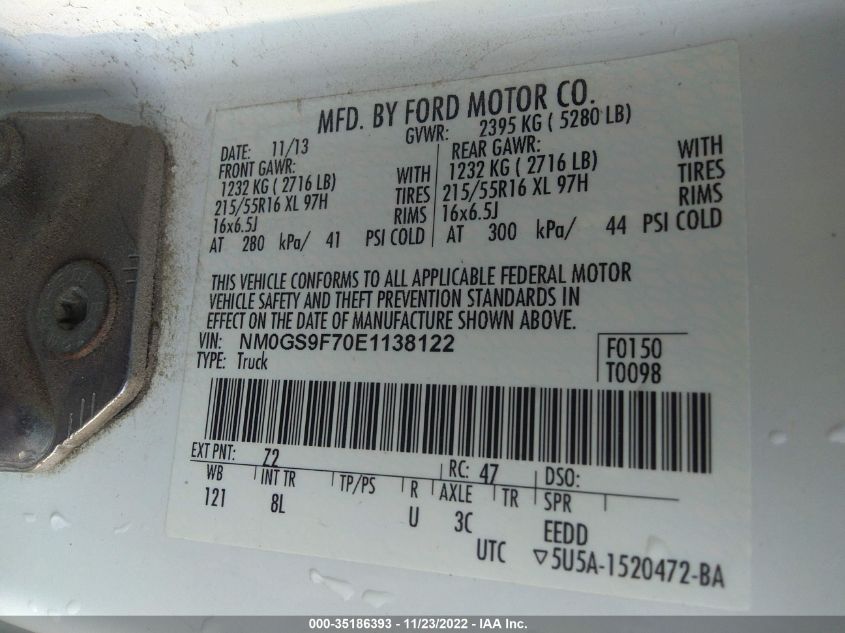 MFD. BY FORD MOTOR CO.
DATE: 11/13 GVWR: 2395 KG ( 5280 LB)
FRONT GAWR: REAR GAWR:
1232 KG ( 2716 LB) WITH 1232 KG ( 2716 LB) WITH
215/55R16 XL 97H TIRES 215/55R16 XL 97H TIRES
16x6.5J RIMS 16x6.5J RIMS
AT 280 kPa/ 41 PSI COLD AT 300 kPa/ 44 PSI COLD
THIS VEHICLE CONFORMS TO ALL APPLICABLE FEDERAL MOTOR
VEHICLE SAFETY AND THEFT PREVENTION STANDARDS IN
EFFECT ON THE DATE OF MANUFACTURE SHOWN ABOVE.
VIN: NM0GS9F70E1138122 F0150
TYPE: Truck T0098
EXT PNT: Z2 RC: 47 DSO:
WB INT TR TP/PS R AXLE TR SPR
121 8L U 3C EEDD
UTC ▽5U5A-1520472-BA
000-35186393 - 11/23/2022 - IAA Inc.